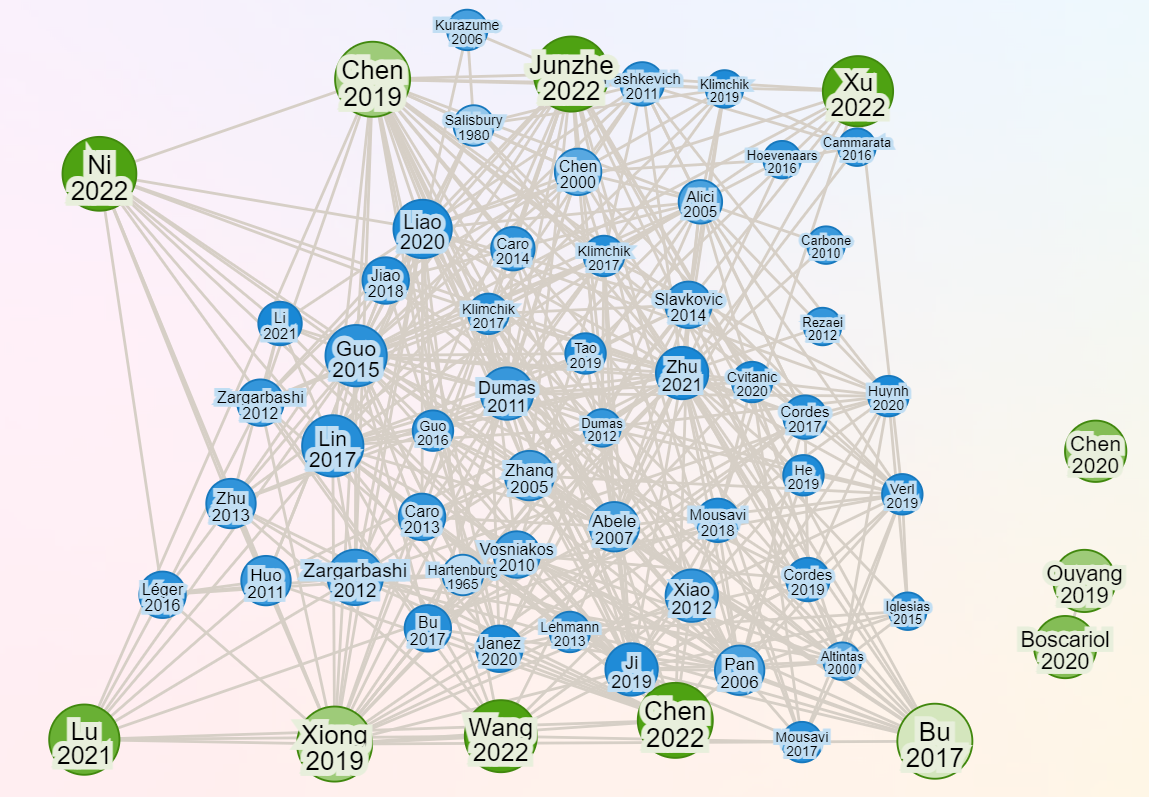 Kurazume
2006
Chen
2019
Junzhe
2022
ashkevich
2011
Klimchik
2019
Xu
2022
Salisbury
1980
Cammarata
2016
Hoevenaars
2016
Ni
2022
Chen
2000
Alici
2005
Liao
2020
Caro
2014
Klimchik
2017
Carbone
2010
Jiao
2018
Slavkovic
2014
Klimchik
2017
Li
2021
Rezaei
2012
Guo
2015
Tao
2019
Zhu
2021
Cvitanic
2020
Dumas
2011
Zargarbashi
2012
Huynh
2020
Cordes
2017
Guo
2016
Dumas
2012
Lin
2017
Chen
2020
Zhang
2005
He
2019
Zhu
2013
Verl
2019
Caro
2013
Abele
2007
Mousavi
2018
Vosniakos
2010
Hartenburg
1965
Huo
2011
Zargarbashi
2012
Léger
2016
Xiao
2012
Cordes
2019
Ouyang
2019
Iglesias
2015
Bu
2017
Lehmann
2013
Janez
2020
Boscariol
2020
Ji
2019
Pan
2006
Altintas
2000
Lu
2021
Xiong
2019
Wang
2022
Chen
2022
Mousavi
2017
Bu
2017